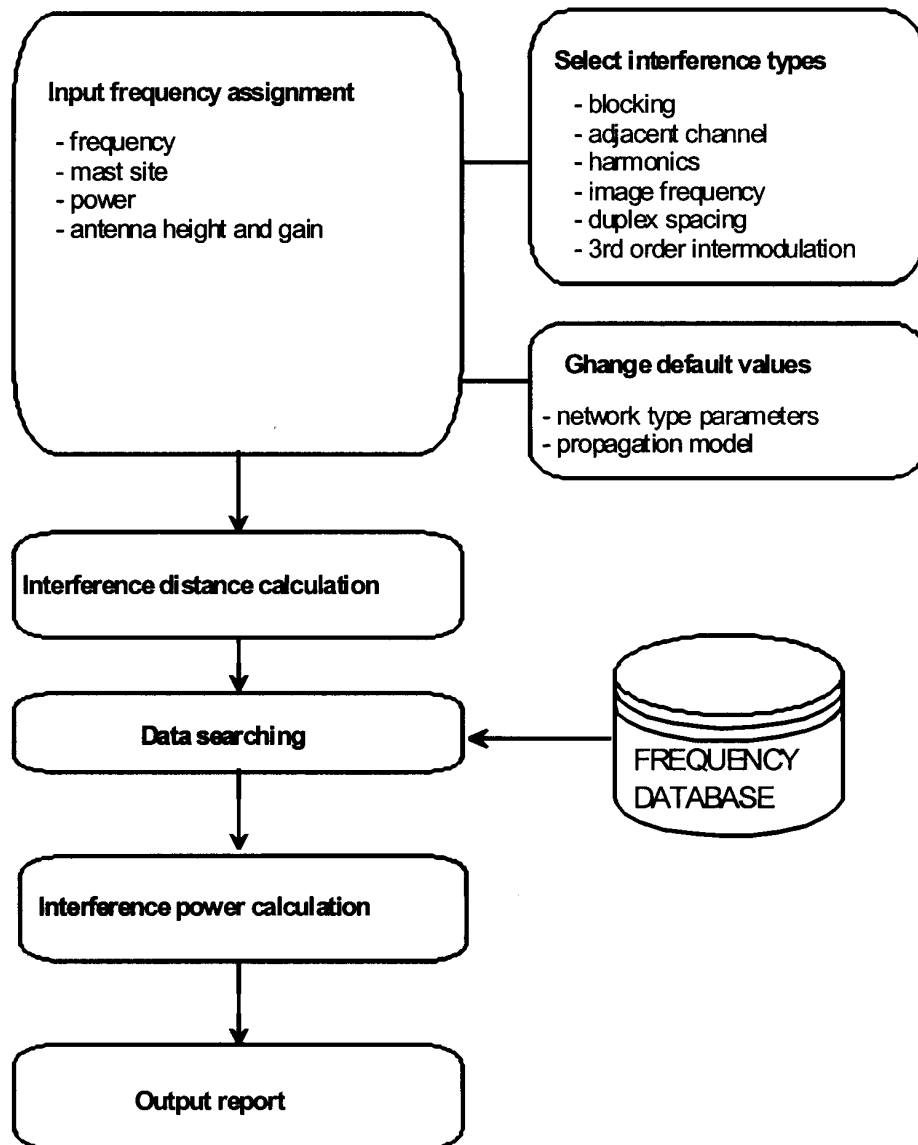 Input frequency assignment
- frequency
- mast site
- power
- antenna height and gain
Select interference types
- blocking
- adjacent channel
- harmonics
- image frequency
- duplex spacing
- 3rd order intermodulation
Ghange default values
- network type parameters
- propagation model
Interference distance calculation
Data searching
FREQUENCY
DATABASE
Interference power calculation
Output report